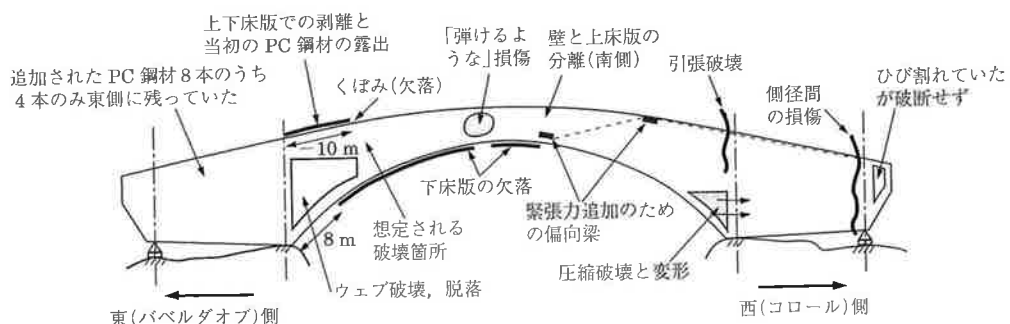 上下床版での剥離と
当初のPC鋼材の露出
追加されたPC鋼材8本のうち
4本のみ東側に残っていた
くぼみ(欠落)
「弾けるよ
うな」損傷
壁と上床版の
分離(南側)
引張破壊
側径間
の損傷
ひび割れていた
が破断せず
10 m
下床版の欠落
8 m
想定される
破壊箇所
緊張力追加のため
の偏向梁
圧縮破壊と変形
ウェブ破壊,脱落
東(バベルダオブ)側
西(コロール)側